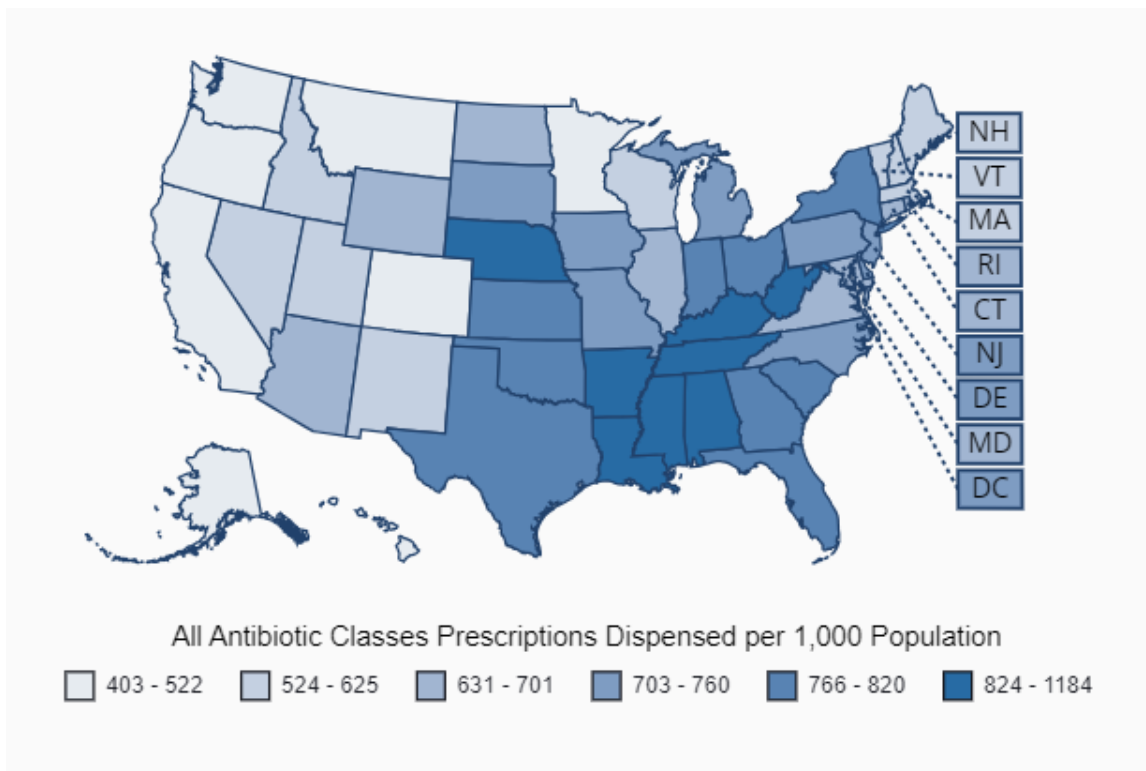 NH
VT
MA
RI
CT
NJ
DE
MD
DC
All Antibiotic Classes Prescriptions Dispensed per 1,000 Population
403 - 522 524 - 625 631 - 701 703 - 760 766 - 820 824 - 1184